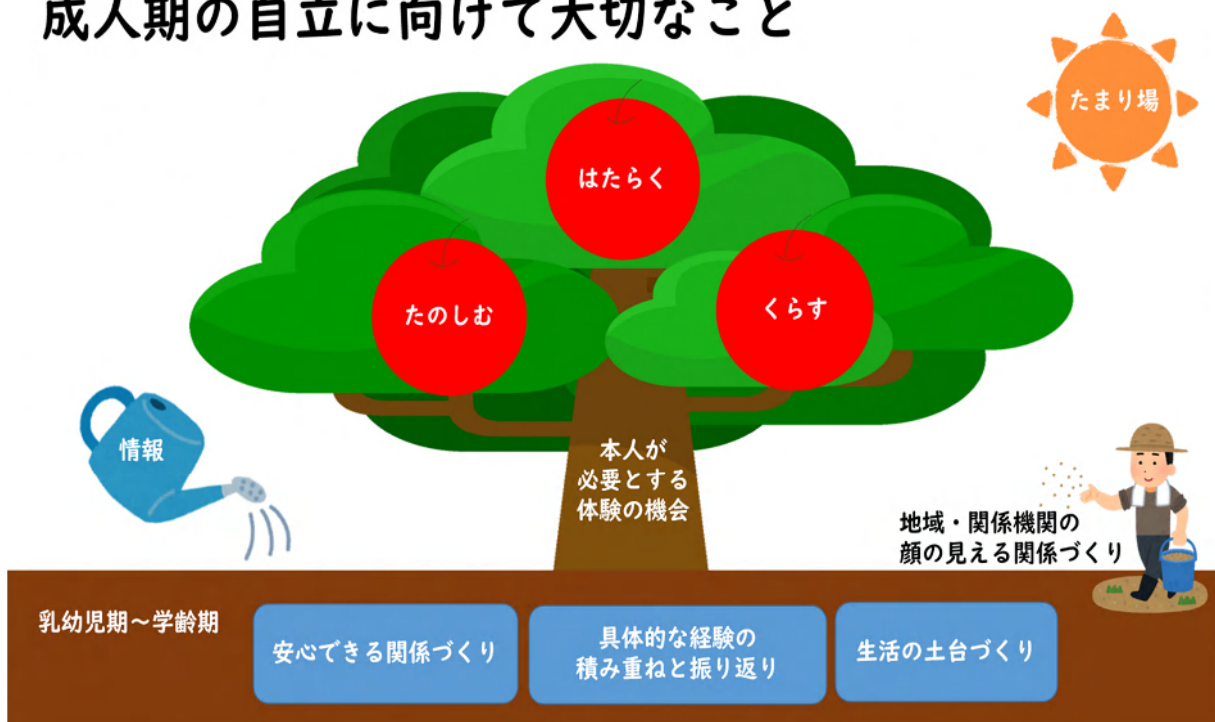 成人期の自立に向けて大切なこと
たまり場
はたらく
たのしむ
くらす
情報
本人が
必要とする
体験の機会
地域・関係機関の
顔の見える関係づくり
乳幼児期～学齢期
安心できる関係づくり
具体的な経験の
積み重ねと振り返り
生活の土台づくり